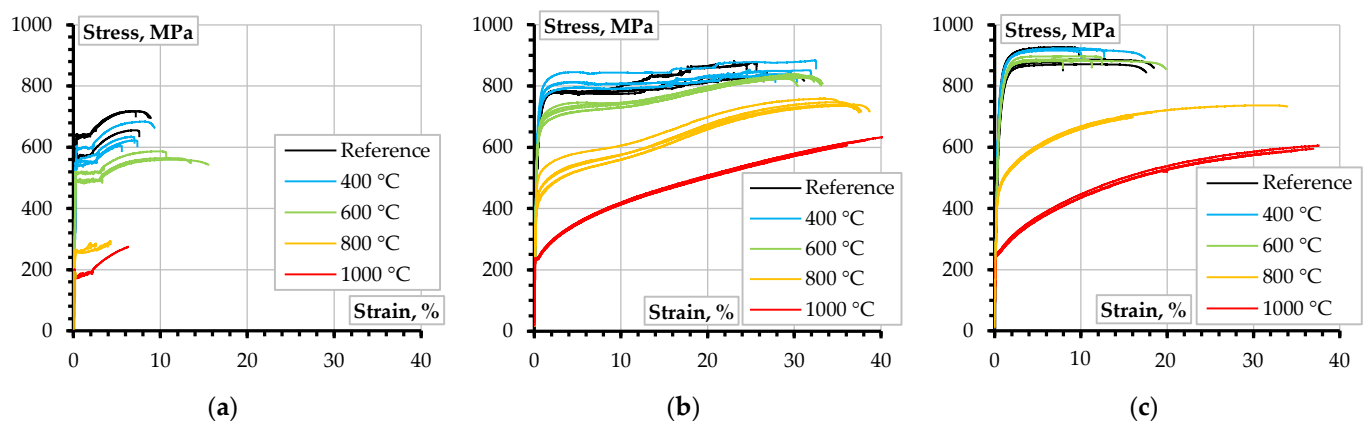 1000
Stress, MPa
800
600
400
200
0
0
10
20
30
40
Strain, %
Reference
400 °C
600 °C
800 °C
1000 °C
(a)
1000
Stress, MPa
800
600
400
200
0
0
10
20
30
40
Strain, %
Reference
400 °C
600 °C
800 °C
1000 °C
(b)
1000
Stress, MPa
800
600
400
200
0
0
10
20
30
40
Strain, %
Reference
400 °C
600 °C
800 °C
1000 °C
(c)